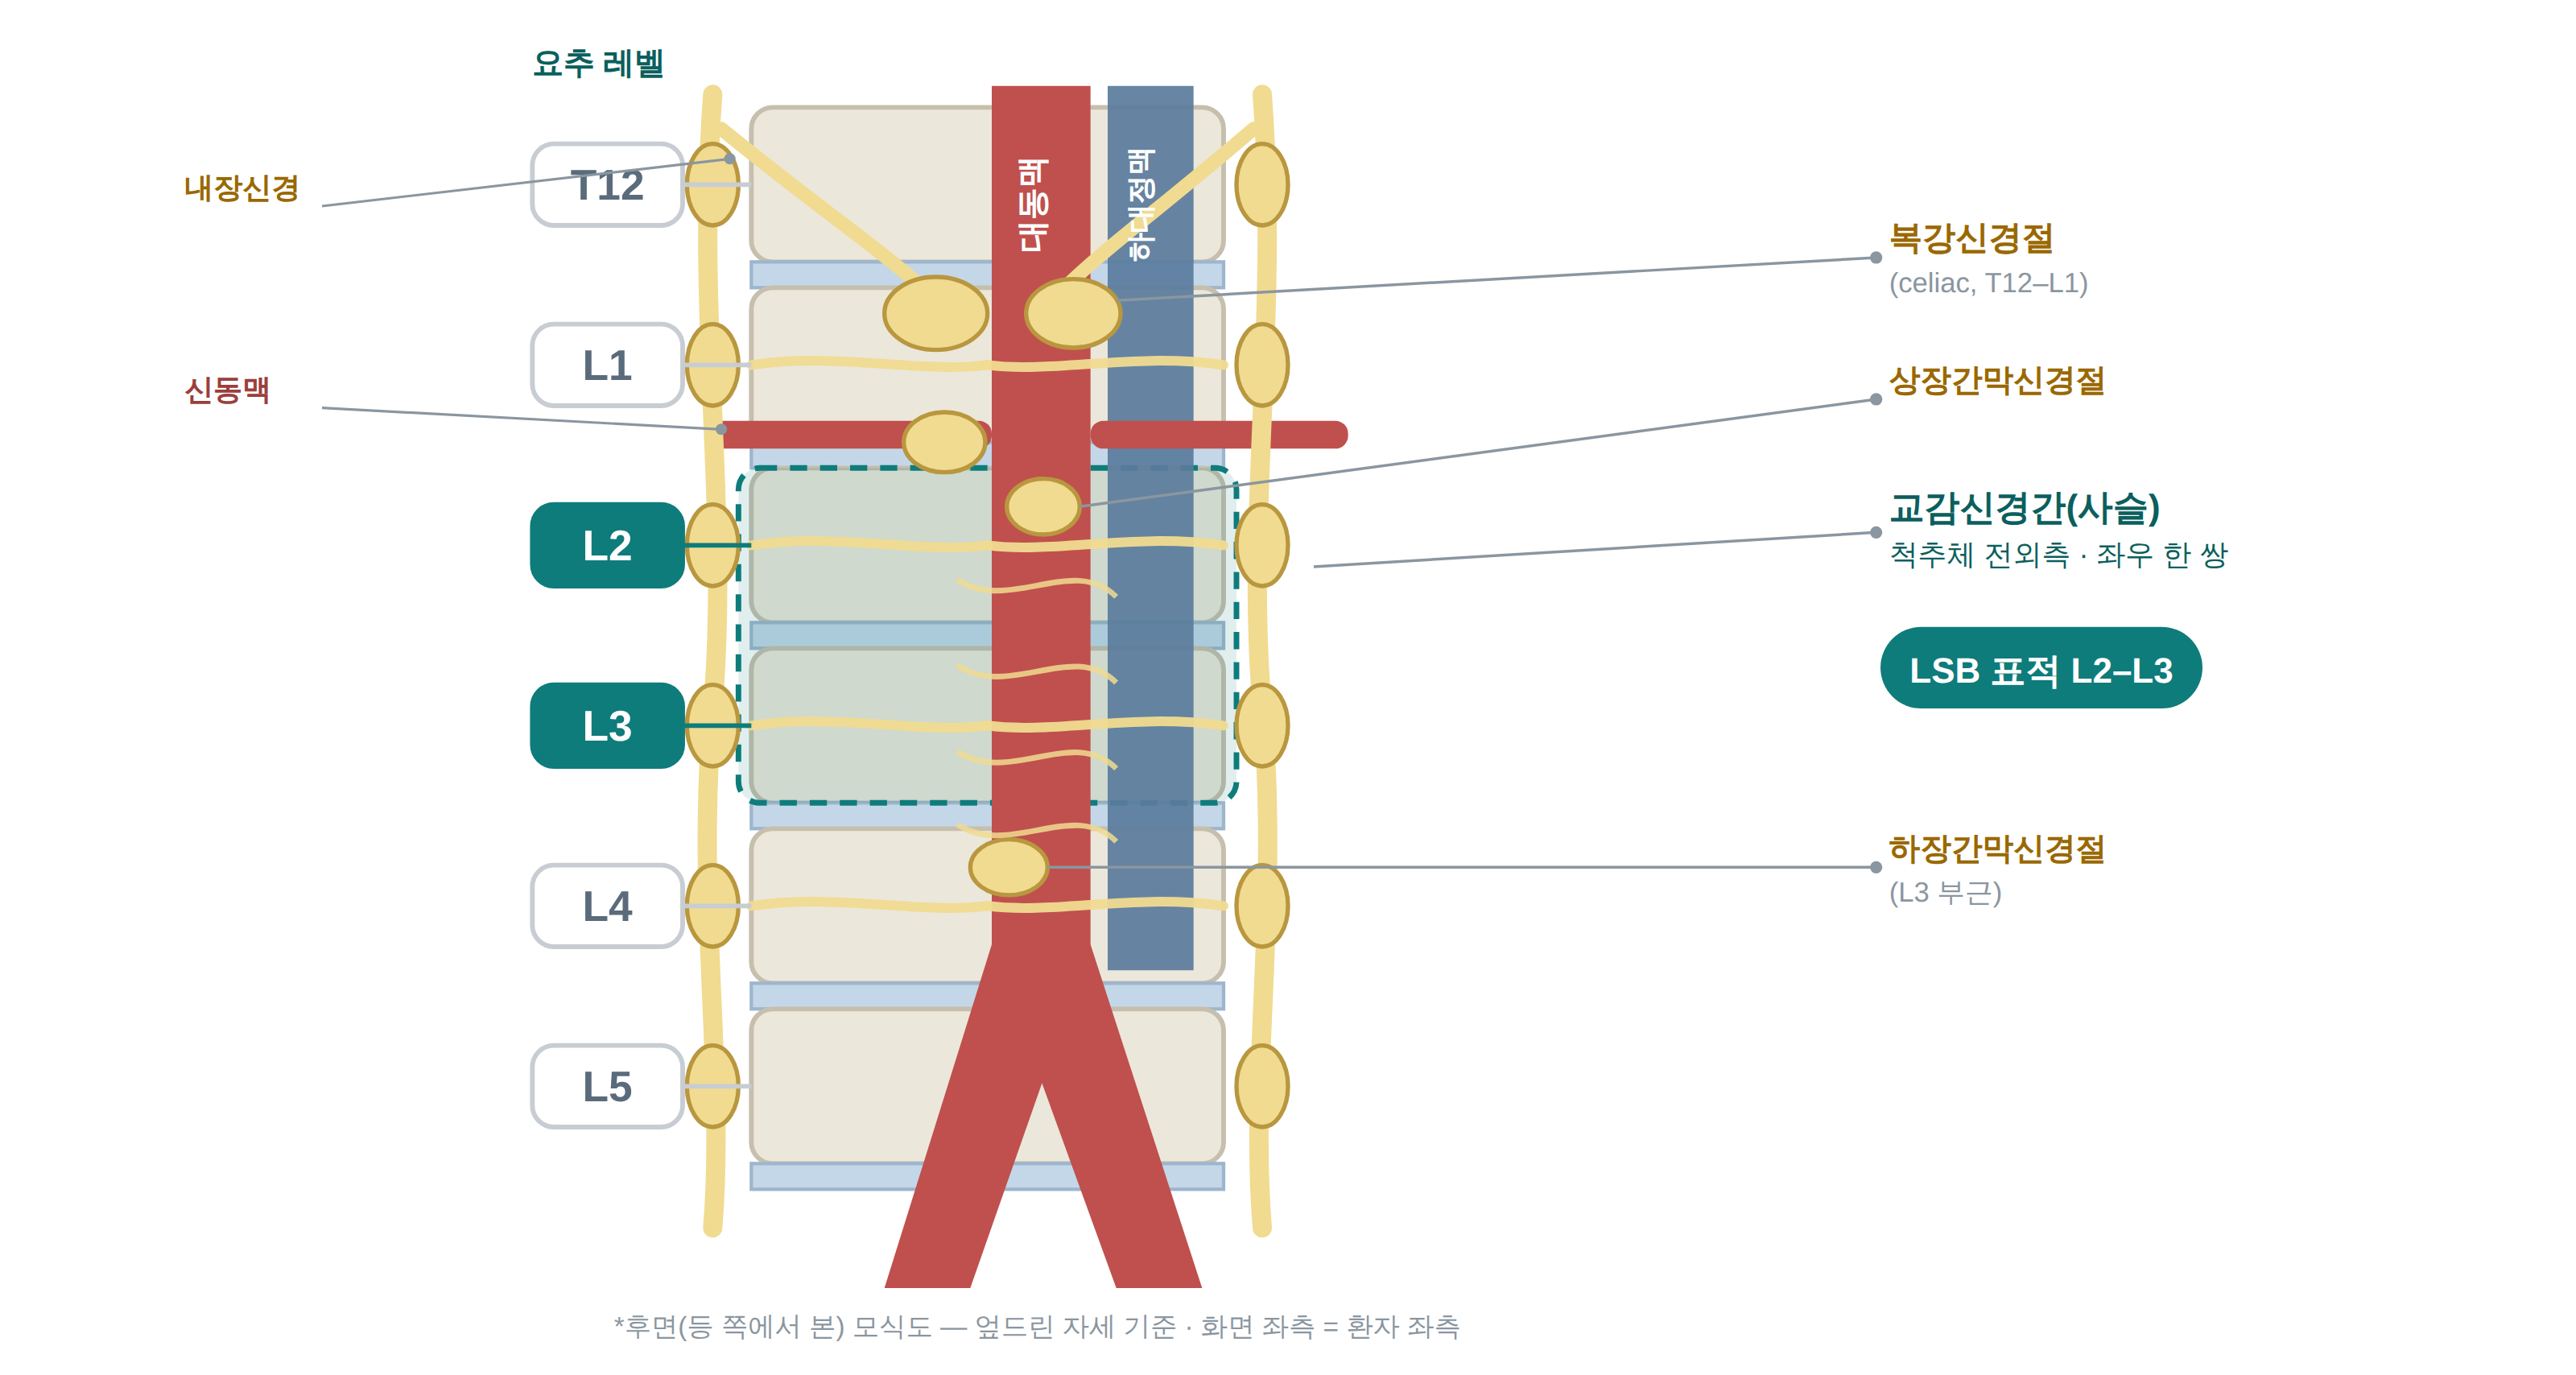 요추 레벨
내장신경
T12
대동맥
하대정맥
복강신경절
(celiac, T12–L1)
L1
신동맥
상장간막신경절
L2
교감신경간(사슬)
척추체 전외측 · 좌우 한 쌍
LSB 표적 L2–L3
L3
하장간막신경절
(L3 부근)
L4
L5
*후면(등 쪽에서 본) 모식도 — 엎드린 자세 기준 · 화면 좌측 = 환자 좌측